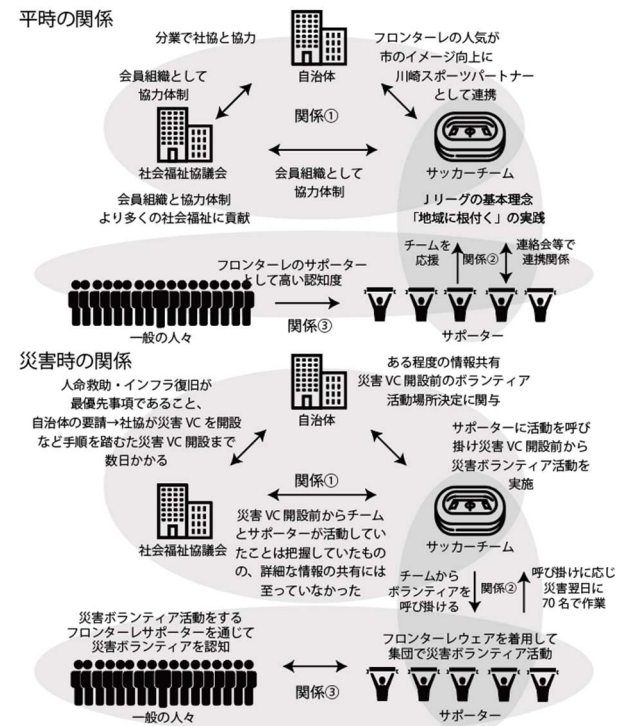 平時の関係
分業で社協と協力
自治体
フロンターレの人気が
市のイメージ向上に
川崎スポーツパートナー
として連携
会員組織として
協力体制
関係①
社会福祉協議会
会員組織として
協力体制
サッカーチーム
会員組織と協力体制
より多くの社会福祉に貢献
Jリーグの基本理念
「地域に根付く」の実践
チームを
応援
関係②
連絡会等で
連携関係
フロンターレのサポーター
として高い認知度
関係③
一般の人々
サポーター
災害時の関係
人命救助・インフラ復旧が
最優先事項であること、
自治体の要請→社協が災害VCを開設
など手順を踏むため災害VC開設まで
数日かかる
自治体
ある程度の情報共有
災害VC開設前のボランティア
活動場所決定に関与
サポーターに活動を呼び
掛け災害VC開設前から
災害ボランティア活動を
実施
関係①
社会福祉協議会
災害VC開設前からチーム
とサポーターが活動してい
たことは把握していたもの
の、詳細な情報の共有には
至っていなかった
サッカーチーム
チームから
ボランティアを
呼び掛ける
関係②
呼び掛けに応じ
災害翌日に
70名で作業
災害ボランティア活動をする
フロンターレサポーターを通じて
災害ボランティアを認知
フロンターレウェアを着用して
集団で災害ボランティア活動
関係③
一般の人々
サポーター